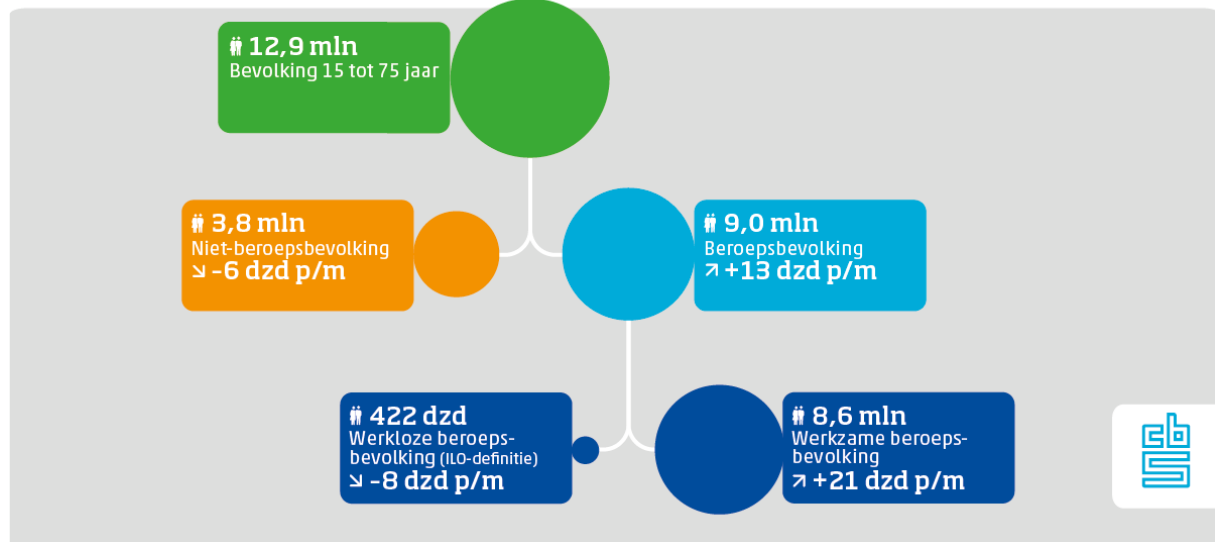 12,9 mln
Bevolking 15 tot 75 jaar
3,8 mln
Niet-beroepsbevolking
↘ -6 dzd p/m
9,0 mln
Beroepsbevolking
↗ +13 dzd p/m
422 dzd
Werkloze beroeps-
bevolking (ILO-definitie)
↘ -8 dzd p/m
8,6 mln
Werkzame beroeps-
bevolking
↗ +21 dzd p/m
cbs